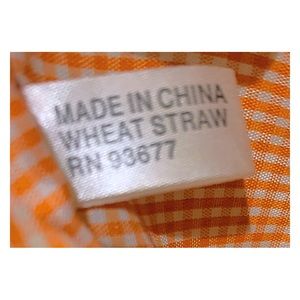 MADE IN CHINA
WHEAT STRAW
RN 93677